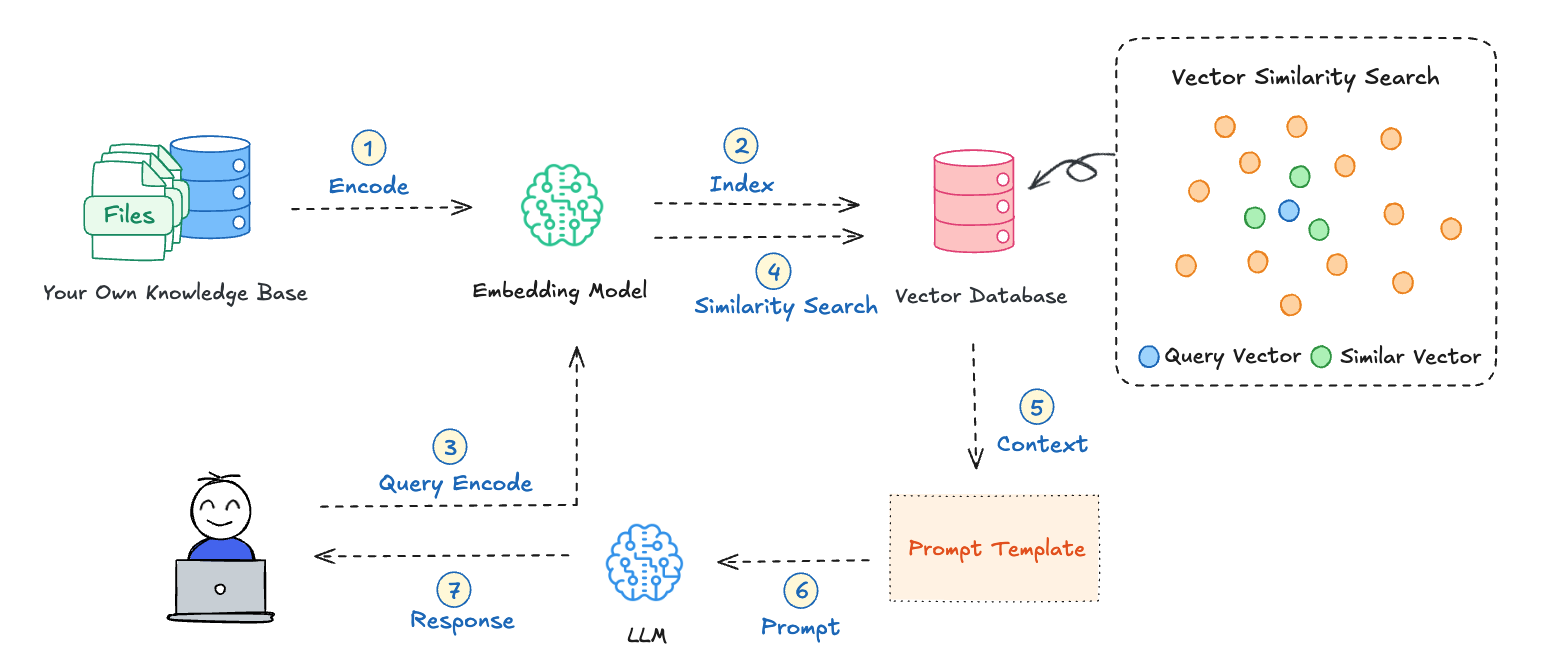 Vector Similarity Search
1
Encode
2
Index
Files
4
Similarity Search
Your Own Knowledge Base
Embedding Model
Vector Database
Query Vector
Similar Vector
5
Context
3
Query Encode
Prompt Template
7
Response
6
Prompt
LLM